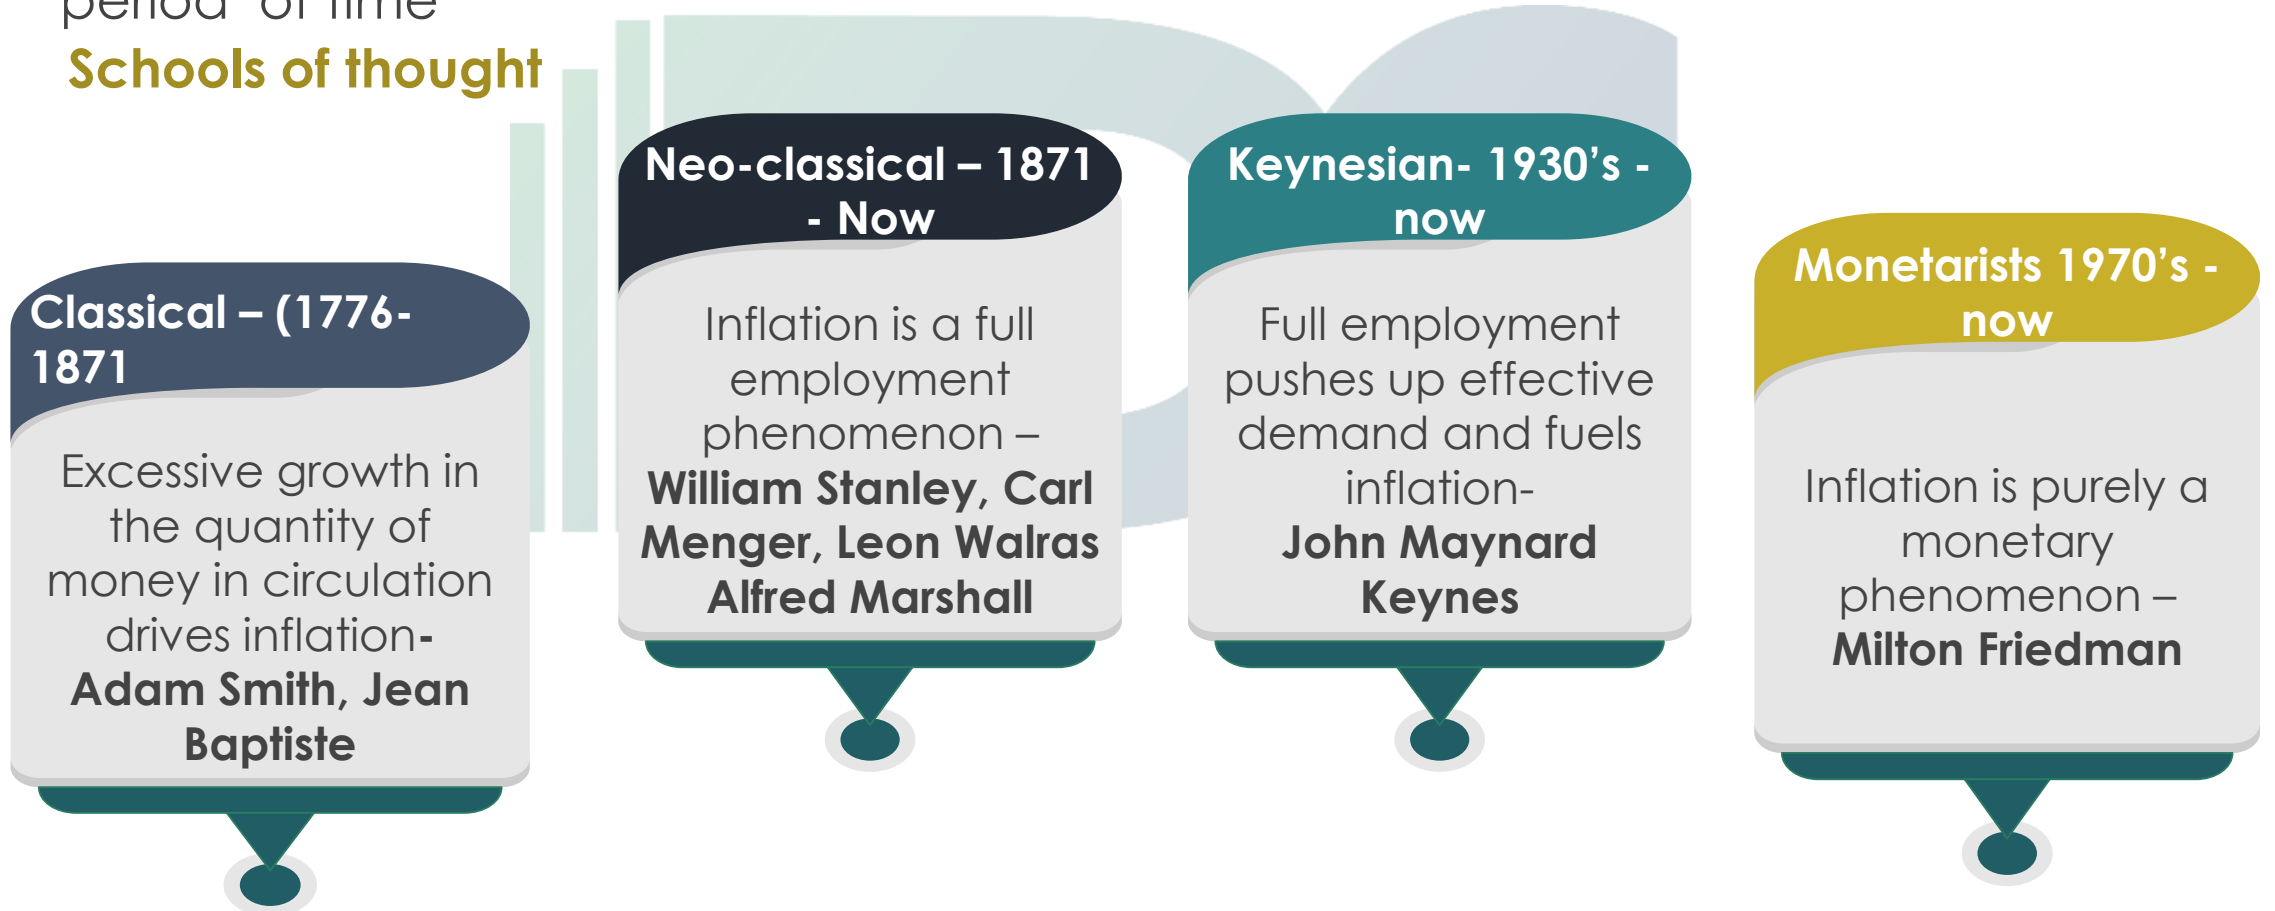 period of time
Schools of thought
Classical – (1776-
1871
Excessive growth in
the quantity of
money in circulation
drives inflation-
Adam Smith, Jean
Baptiste
Neo-classical – 1871
- Now
Inflation is a full
employment
phenomenon –
William Stanley, Carl
Menger, Leon Walras
Alfred Marshall
Keynesian- 1930's -
now
Full employment
pushes up effective
demand and fuels
inflation-
John Maynard
Keynes
Monetarists 1970's -
now
Inflation is purely a
monetary
phenomenon –
Milton Friedman